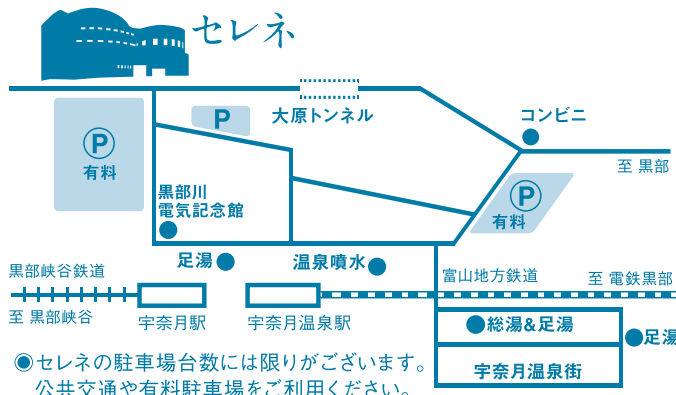 セレネ
大原トンネル
コンビニ
P
P
有料
至 黒部
P
有料
黒部川
電気記念館
足湯
温泉噴水
黒部峡谷鉄道
富山地方鉄道
至 電鉄黒部
至 黒部峡谷
宇奈月駅
宇奈月温泉駅
総湯&足湯
足湯
宇奈月温泉街
◉セレネの駐車場台数には限りがございます。
公共交通や有料駐車場をご利用ください。